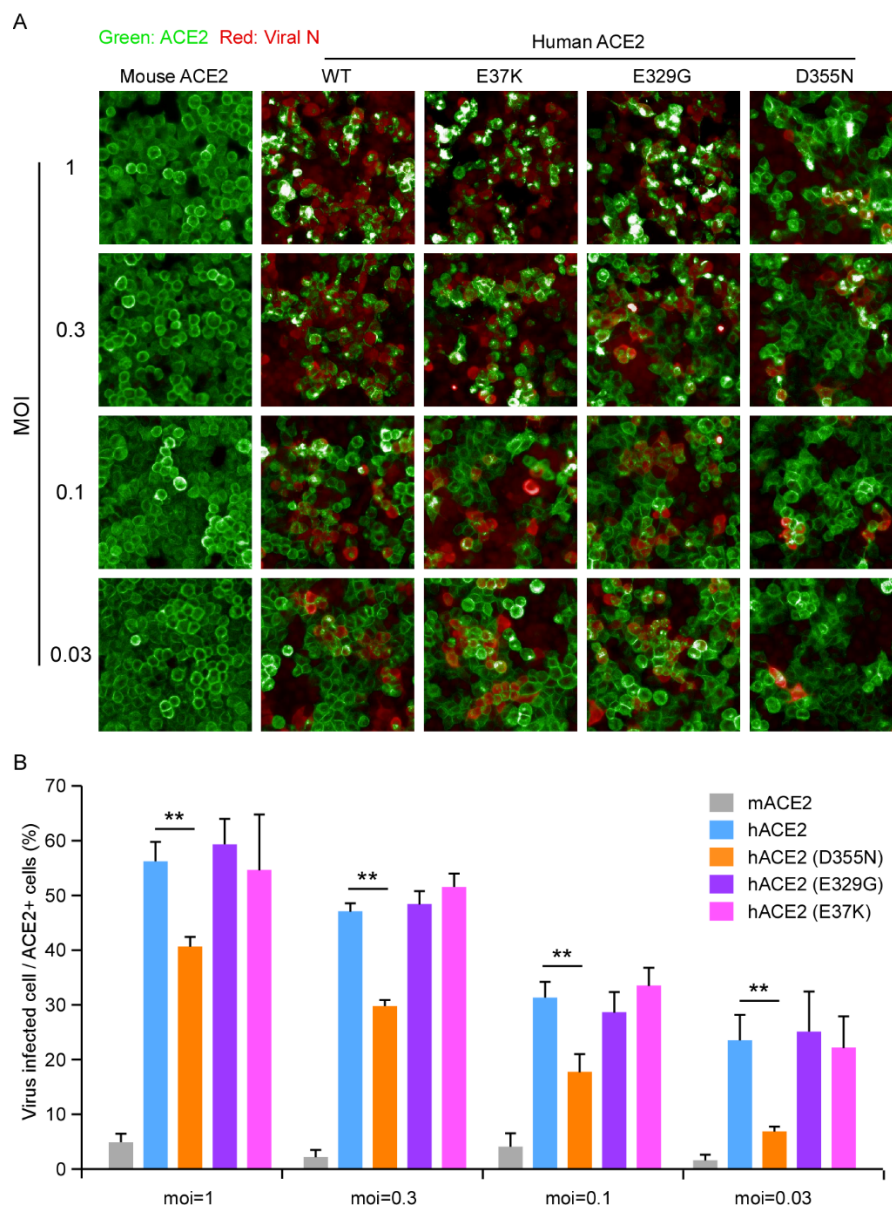 A
Green: ACE2 Red: Viral N
Human ACE2
Mouse ACE2 WT E37K E329G D355N
1
0.3
MOI
0.1
0.03
B
Virus infected cell / ACE2+ cells (%)
70
60
50
40
30
20
10
0
** ** ** **
mACE2
hACE2
hACE2 (D355N)
hACE2 (E329G)
hACE2 (E37K)
moi=1 moi=0.3 moi=0.1 moi=0.03